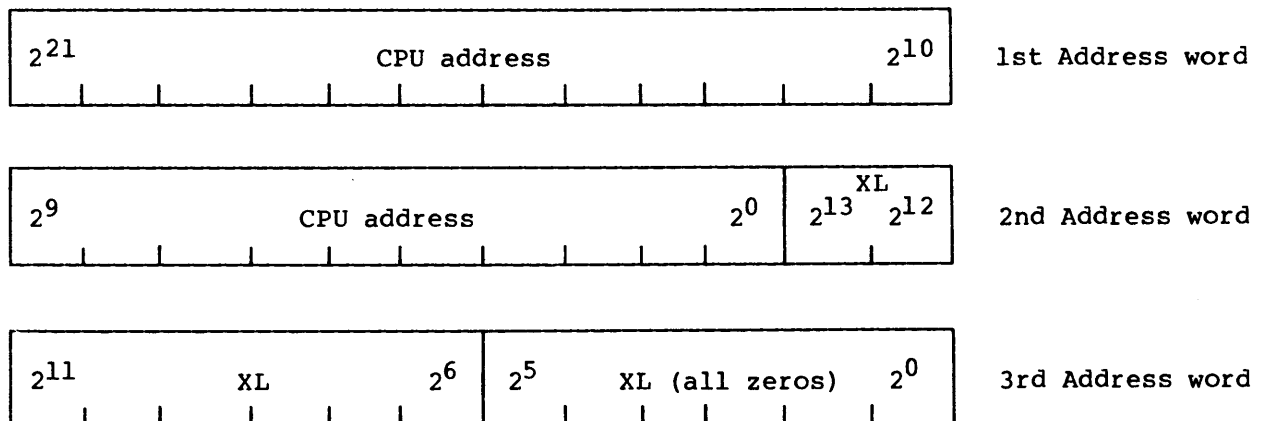 2^21 CPU address 2^10 1st Address word
XL
2^9 CPU address 2^0 2^13 2^12 2nd Address word
2^11 XL 2^6 2^5 XL (all zeros) 2^0 3rd Address word